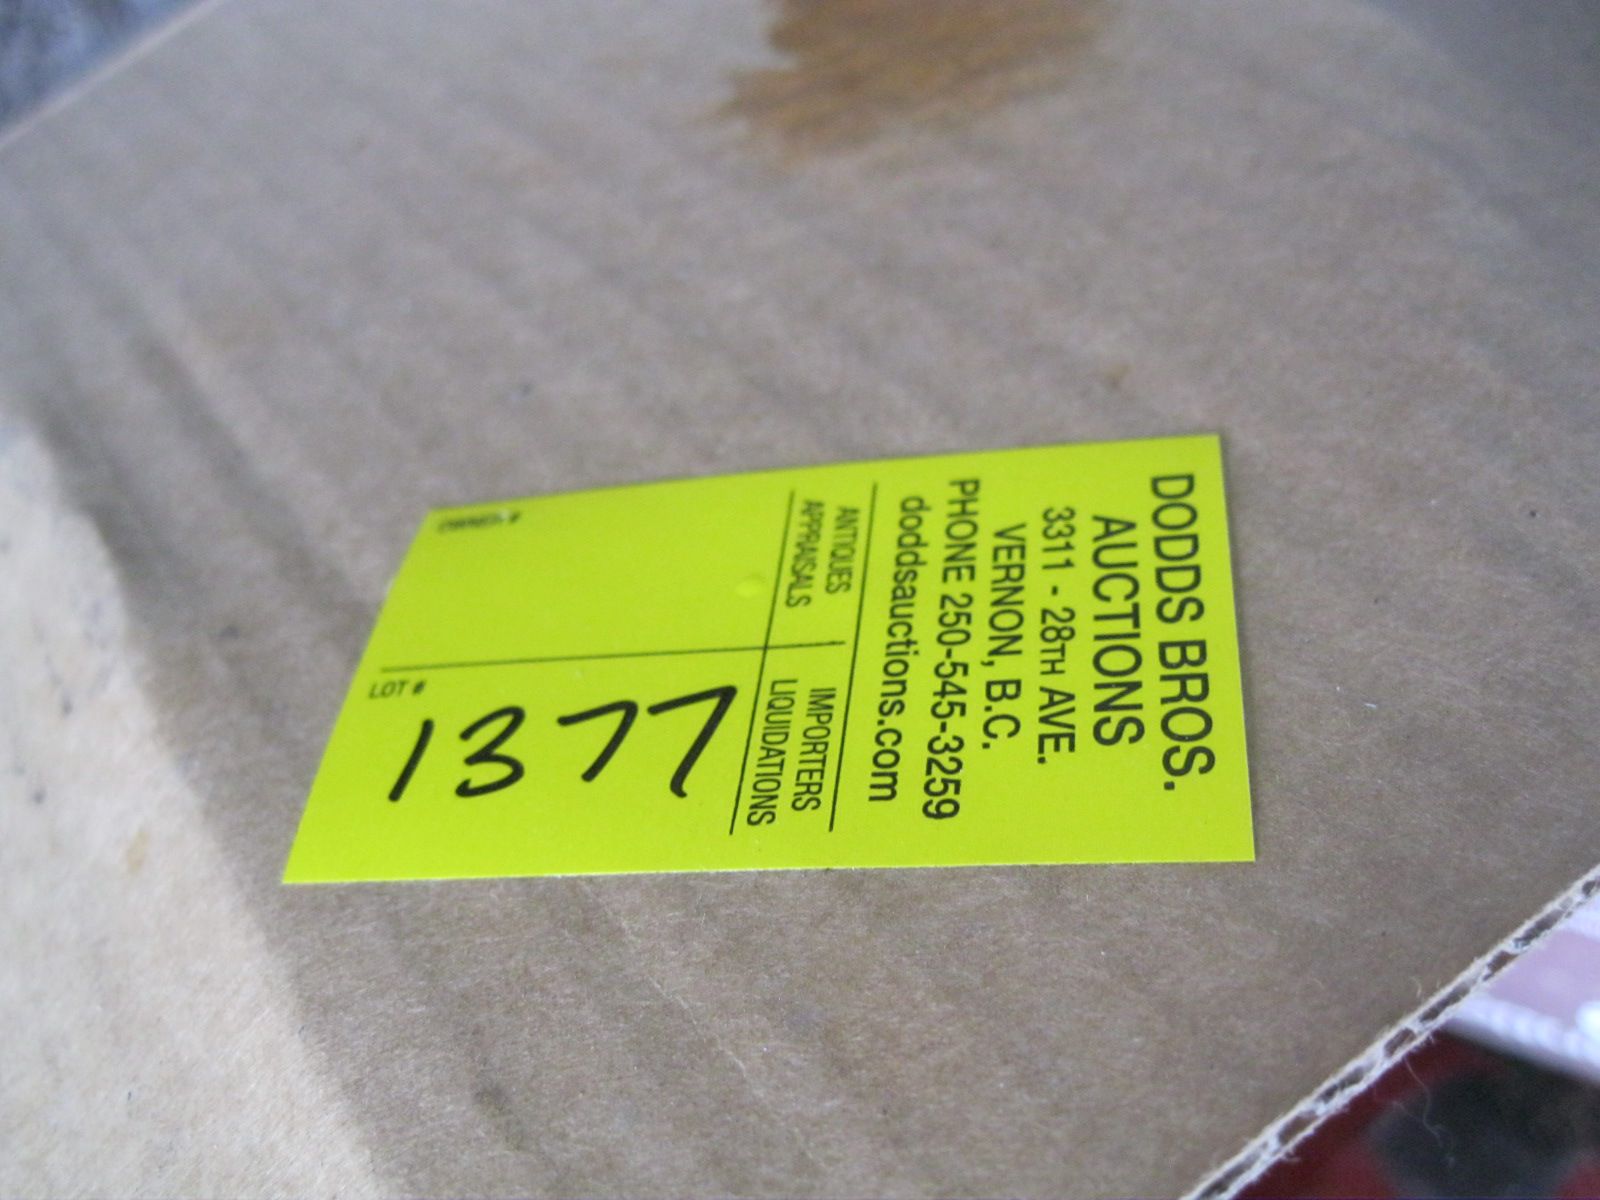 DODDS BROS.
AUCTIONS
3311 - 28TH AVE.
VERNON, B.C.
PHONE 250-545-3259
doddsauctions.com
ANTIQUES IMPORTERS
APPRAISALS LIQUIDATIONS
OWNER #
LOT #
1377